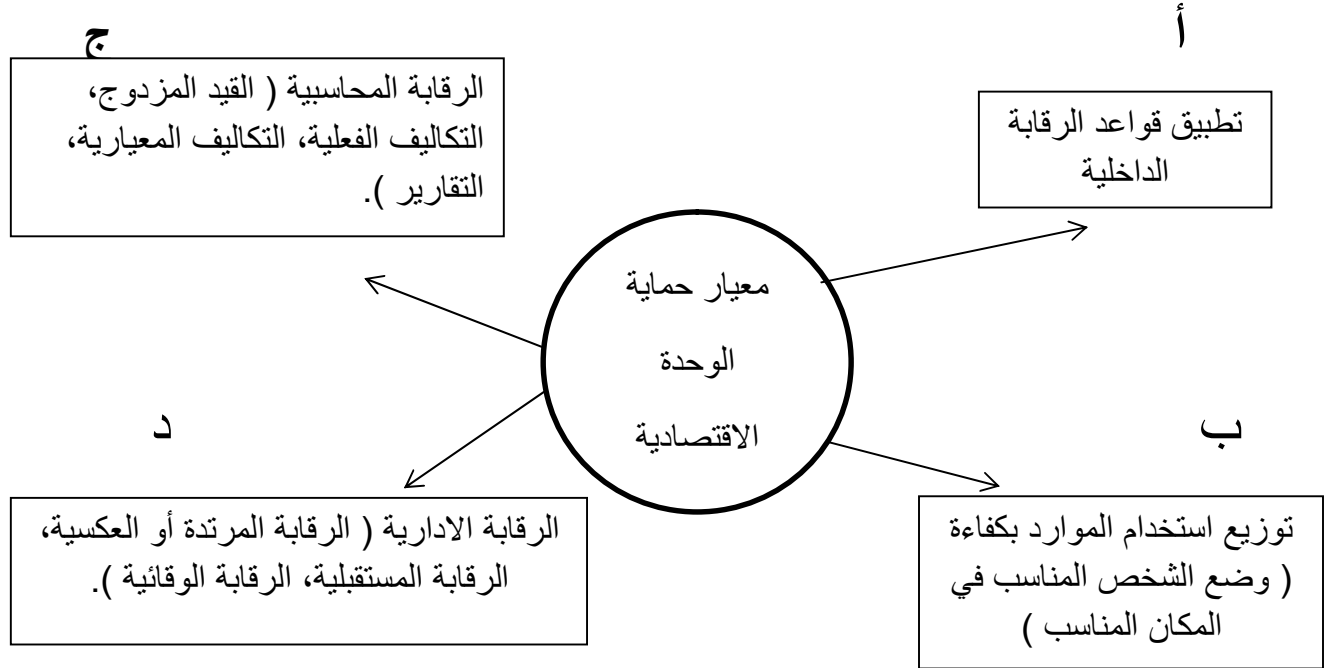 أ
تطبيق قواعد الرقابة
الداخلية
ج
الرقابة المحاسبية ( القيد المزدوج،
التكاليف الفعلية، التكاليف المعيارية،
التقارير ).
معيار حماية
الوحدة
الاقتصادية
ب
توزيع استخدام الموارد بكفاءة
( وضع الشخص المناسب في
المكان المناسب )
د
الرقابة الادارية ( الرقابة المرتدة أو العكسية،
الرقابة المستقبلية، الرقابة الوقائية ).